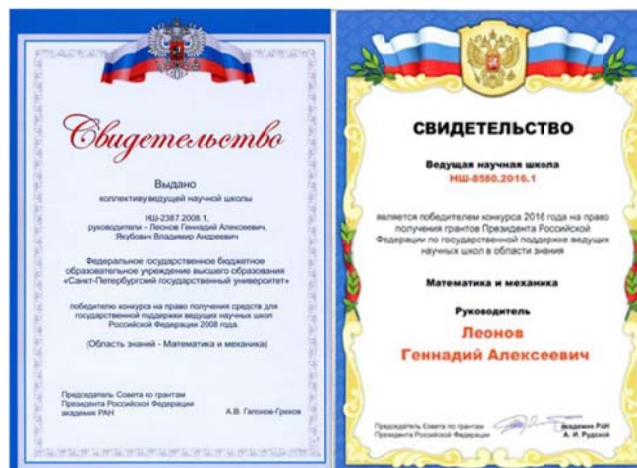 Свидетельство
Выдано
коллективу ведущей научной школы
НШ-2387.2008.1,
руководители - Леонов Геннадий Алексеевич,
Якубович Владимир Андреевич
Федеральное государственное бюджетное
образовательное учреждение высшего образования
«Санкт-Петербургский государственный университет»
победителю конкурса на право получения средств для
государственной поддержки ведущих научных школ
Российской Федерации 2008 года.
(Область знаний - Математика и механика)
Председатель Совета по грантам
Президента Российской Федерации
академик РАН
А.В. Гапонов-Грехов
СВИДЕТЕЛЬСТВО
Ведущая научная школа
НШ-8580.2016.1
является победителем конкурса 2016 года на право
получения грантов Президента Российской
Федерации по государственной поддержке ведущих
научных школ в области знания
Математика и механика
Руководитель
Леонов
Геннадий Алексеевич
Председатель Совета по грантам
Президента Российской Федерации
академик РАН
А. И. Рудской